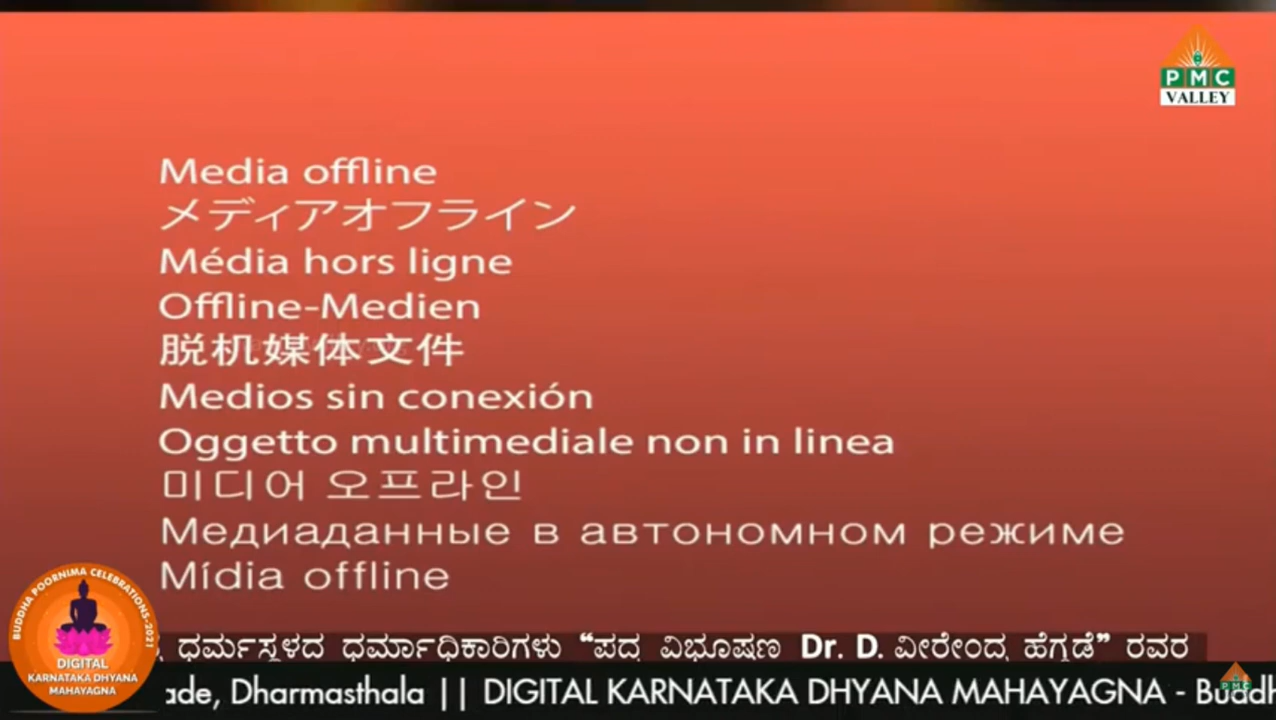 PMC
VALLEY
Media offline
メディアオフライン
Média hors ligne
Offline-Medien
脱机媒体文件
Medios sin conexión
Oggetto multimediale non in linea
미디어 오프라인
Медиаданные в автономном режиме
Mídia offline
BUDDHA POORNIMA CELEBRATIONS-2021
DIGITAL
KARNATAKA DHYANA
MAHAYAGNA
ಧರ್ಮಸ್ಥಳದ ಧರ್ಮಾಧಿಕಾರಿಗಳು “ಪದ್ಮ ವಿಭೂಷಣ Dr. D. ವೀರೇಂದ್ರ ಹೆಗ್ಗಡೆ” ರವರ
ade, Dharmasthala || DIGITAL KARNATAKA DHYANA MAHAYAGNA - Buddh
PMC